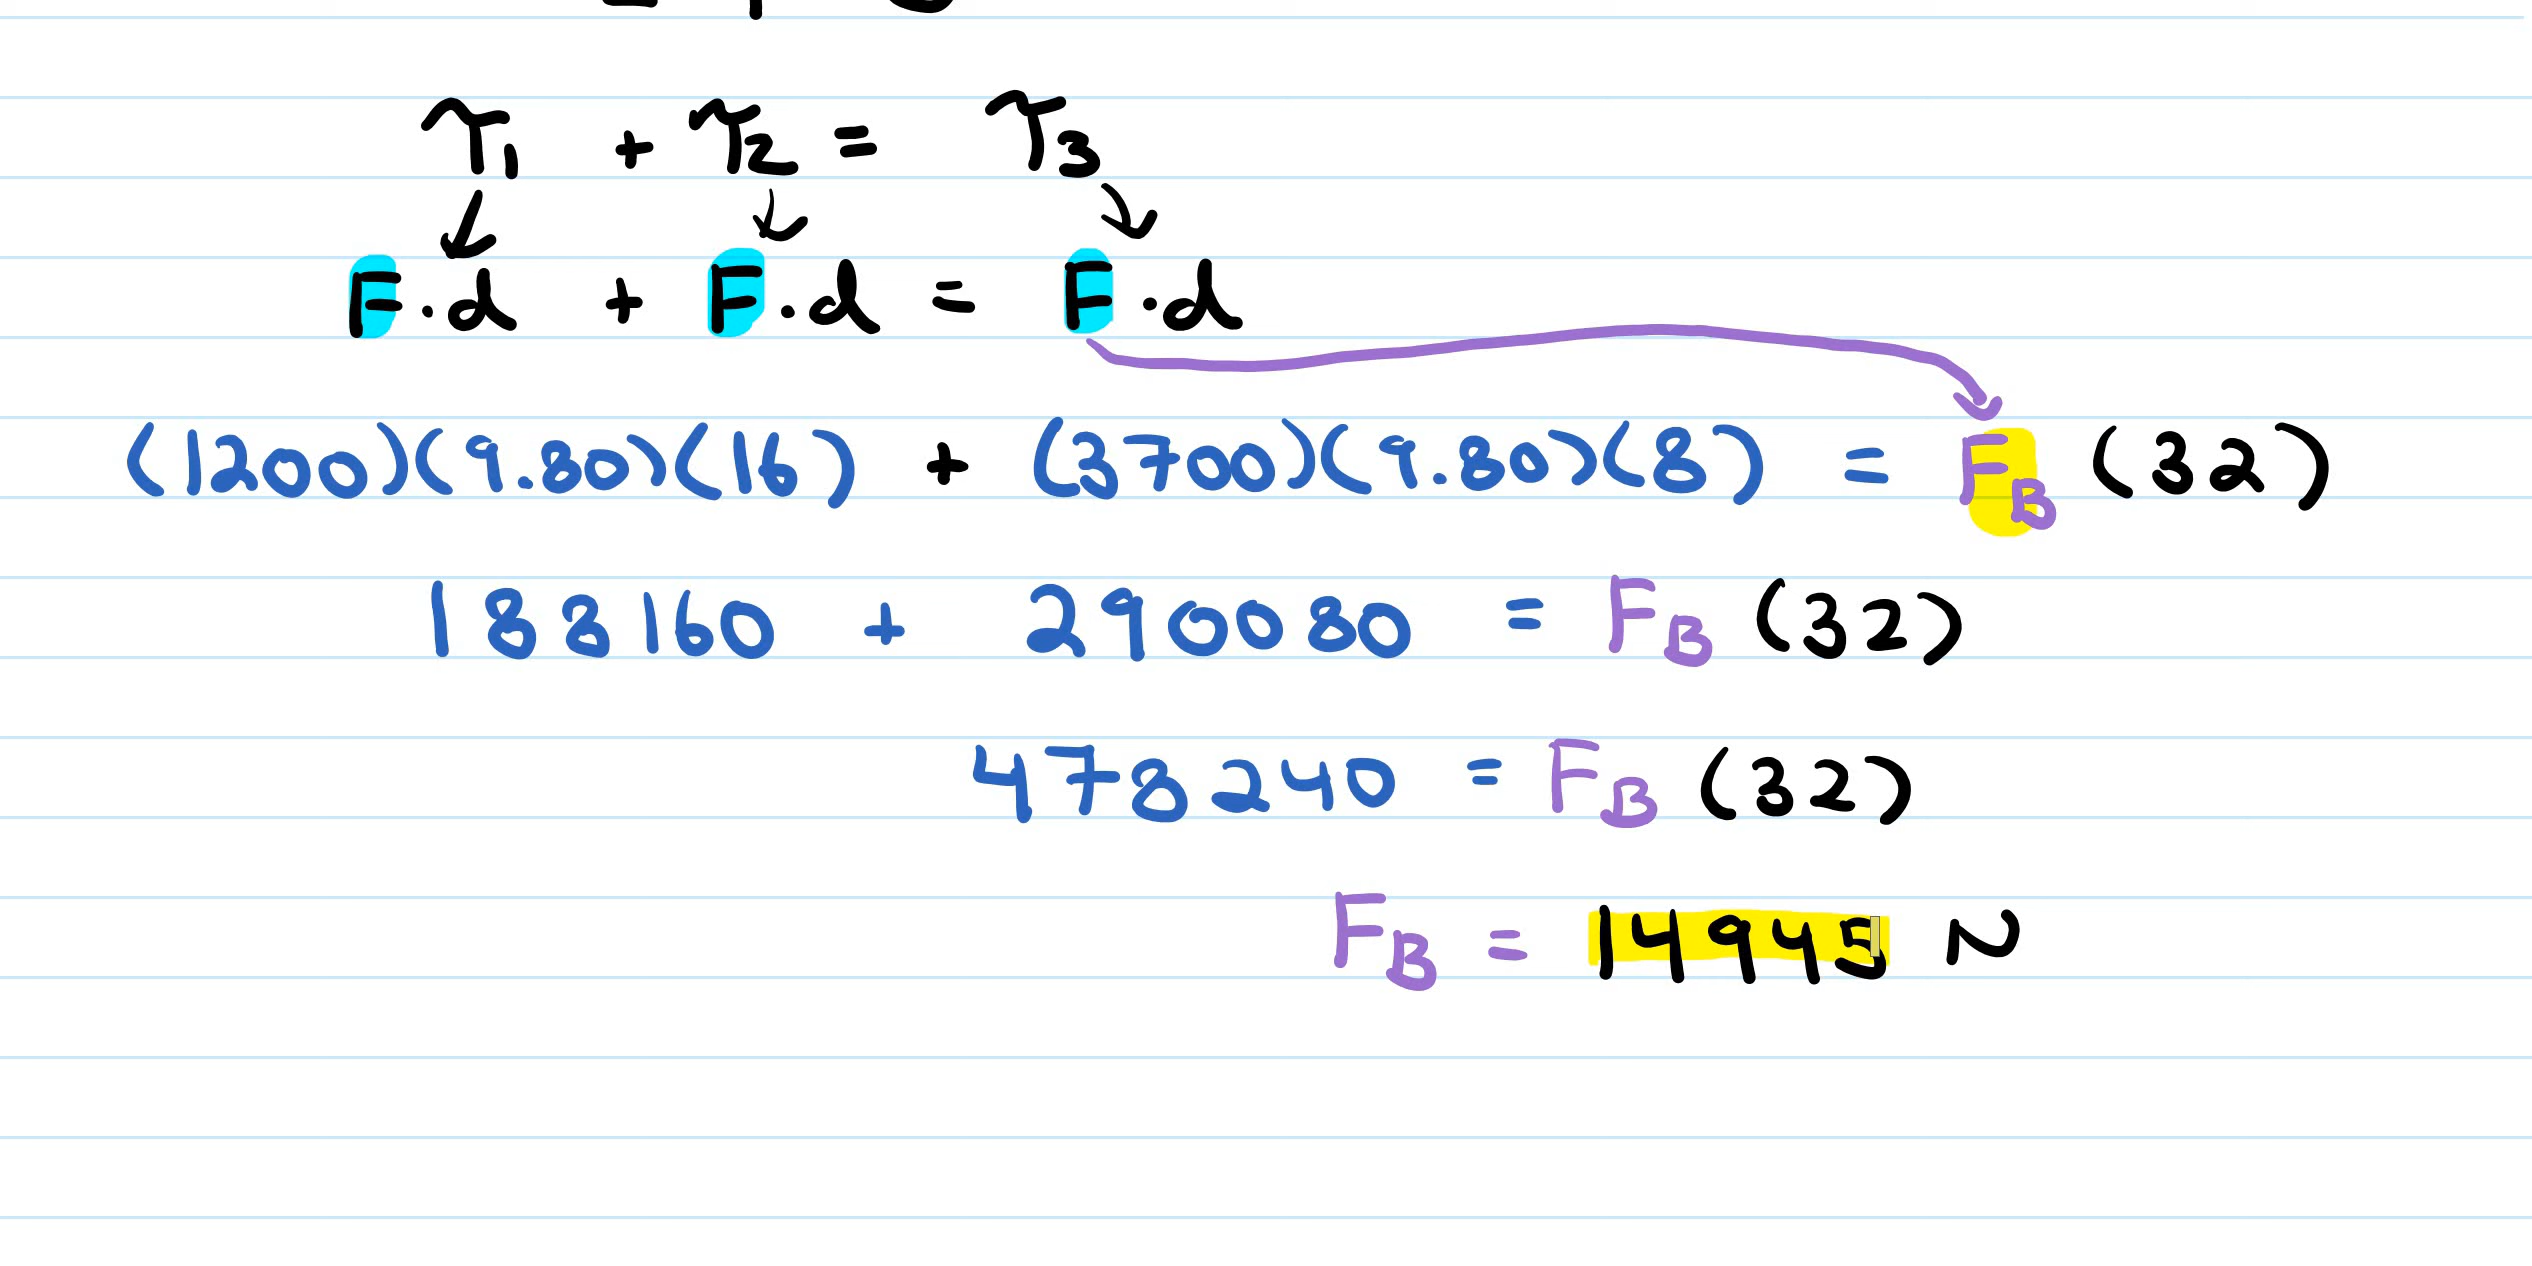 τ1 + τ2 = τ3
F·d + F·d = F·d
(1200)(9.80)(16) + (3700)(9.80)(8) = FB (32)
188160 + 290080 = FB (32)
478240 = FB (32)
FB = 14945 N